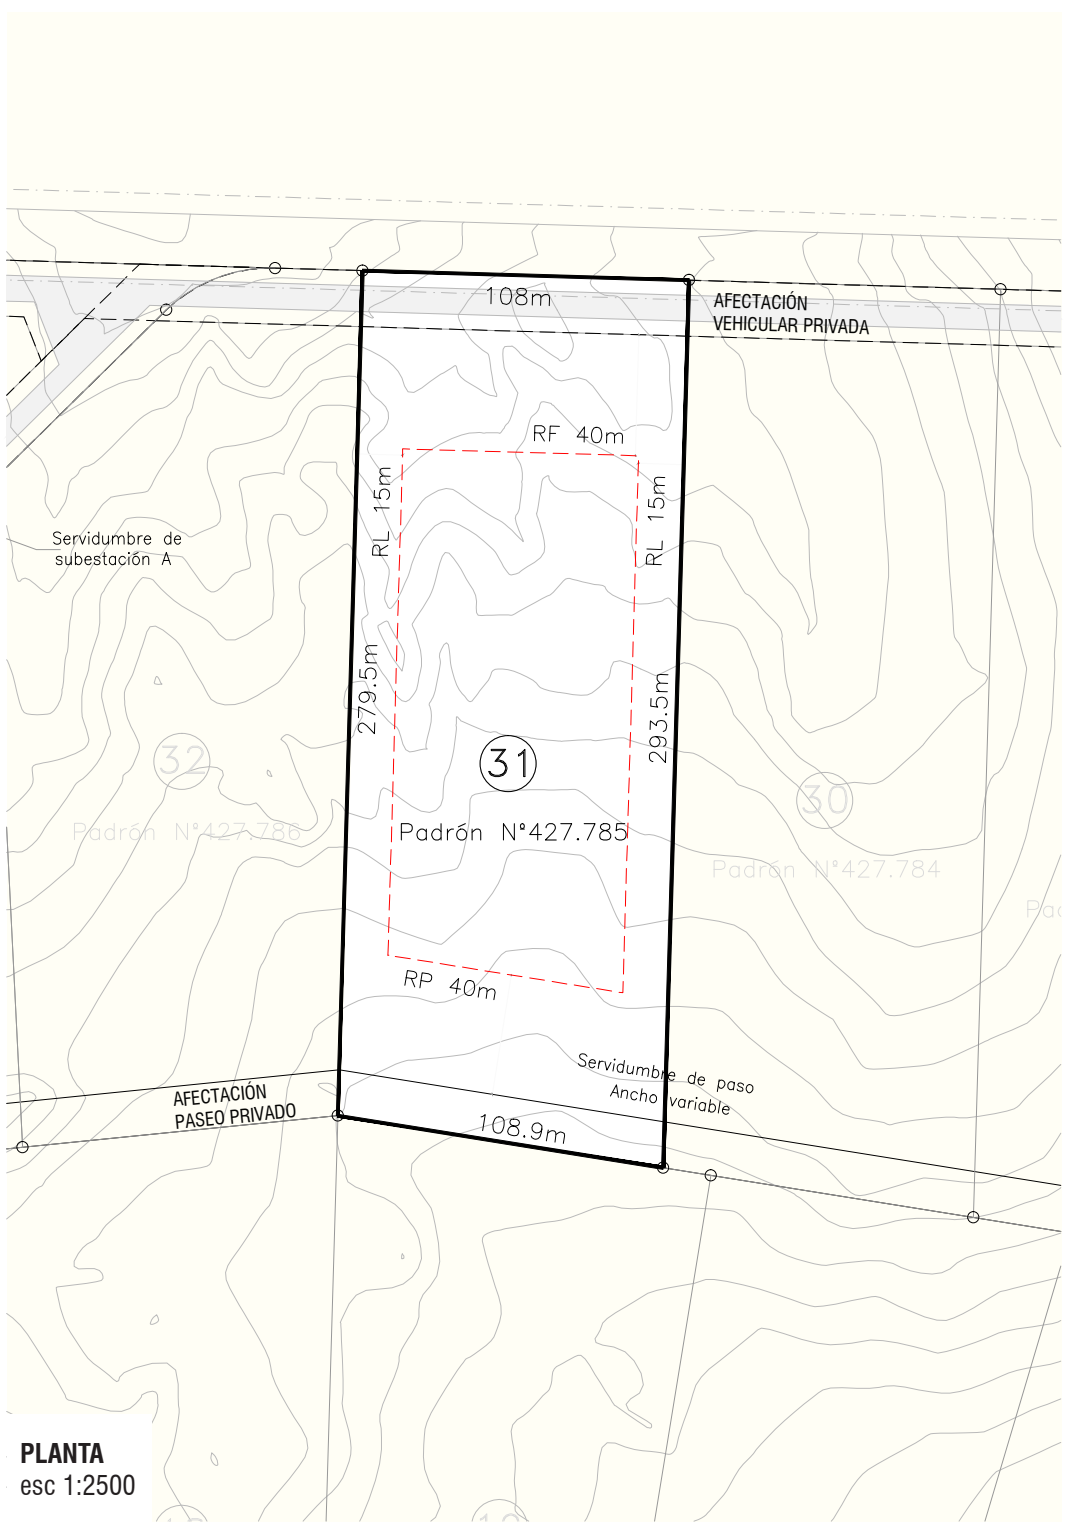 108m
AFECTACIÓN
VEHICULAR PRIVADA
RF 40m
RL 15m
RL 15m
Servidumbre de
subestación A
279.5m
293.5m
32
31
30
Padrón N°427.786
Padrón N°427.785
Padrón N°427.784
RP 40m
Servidumbre de paso
Ancho variable
AFECTACIÓN
PASEO PRIVADO
108.9m
PLANTA
esc 1:2500